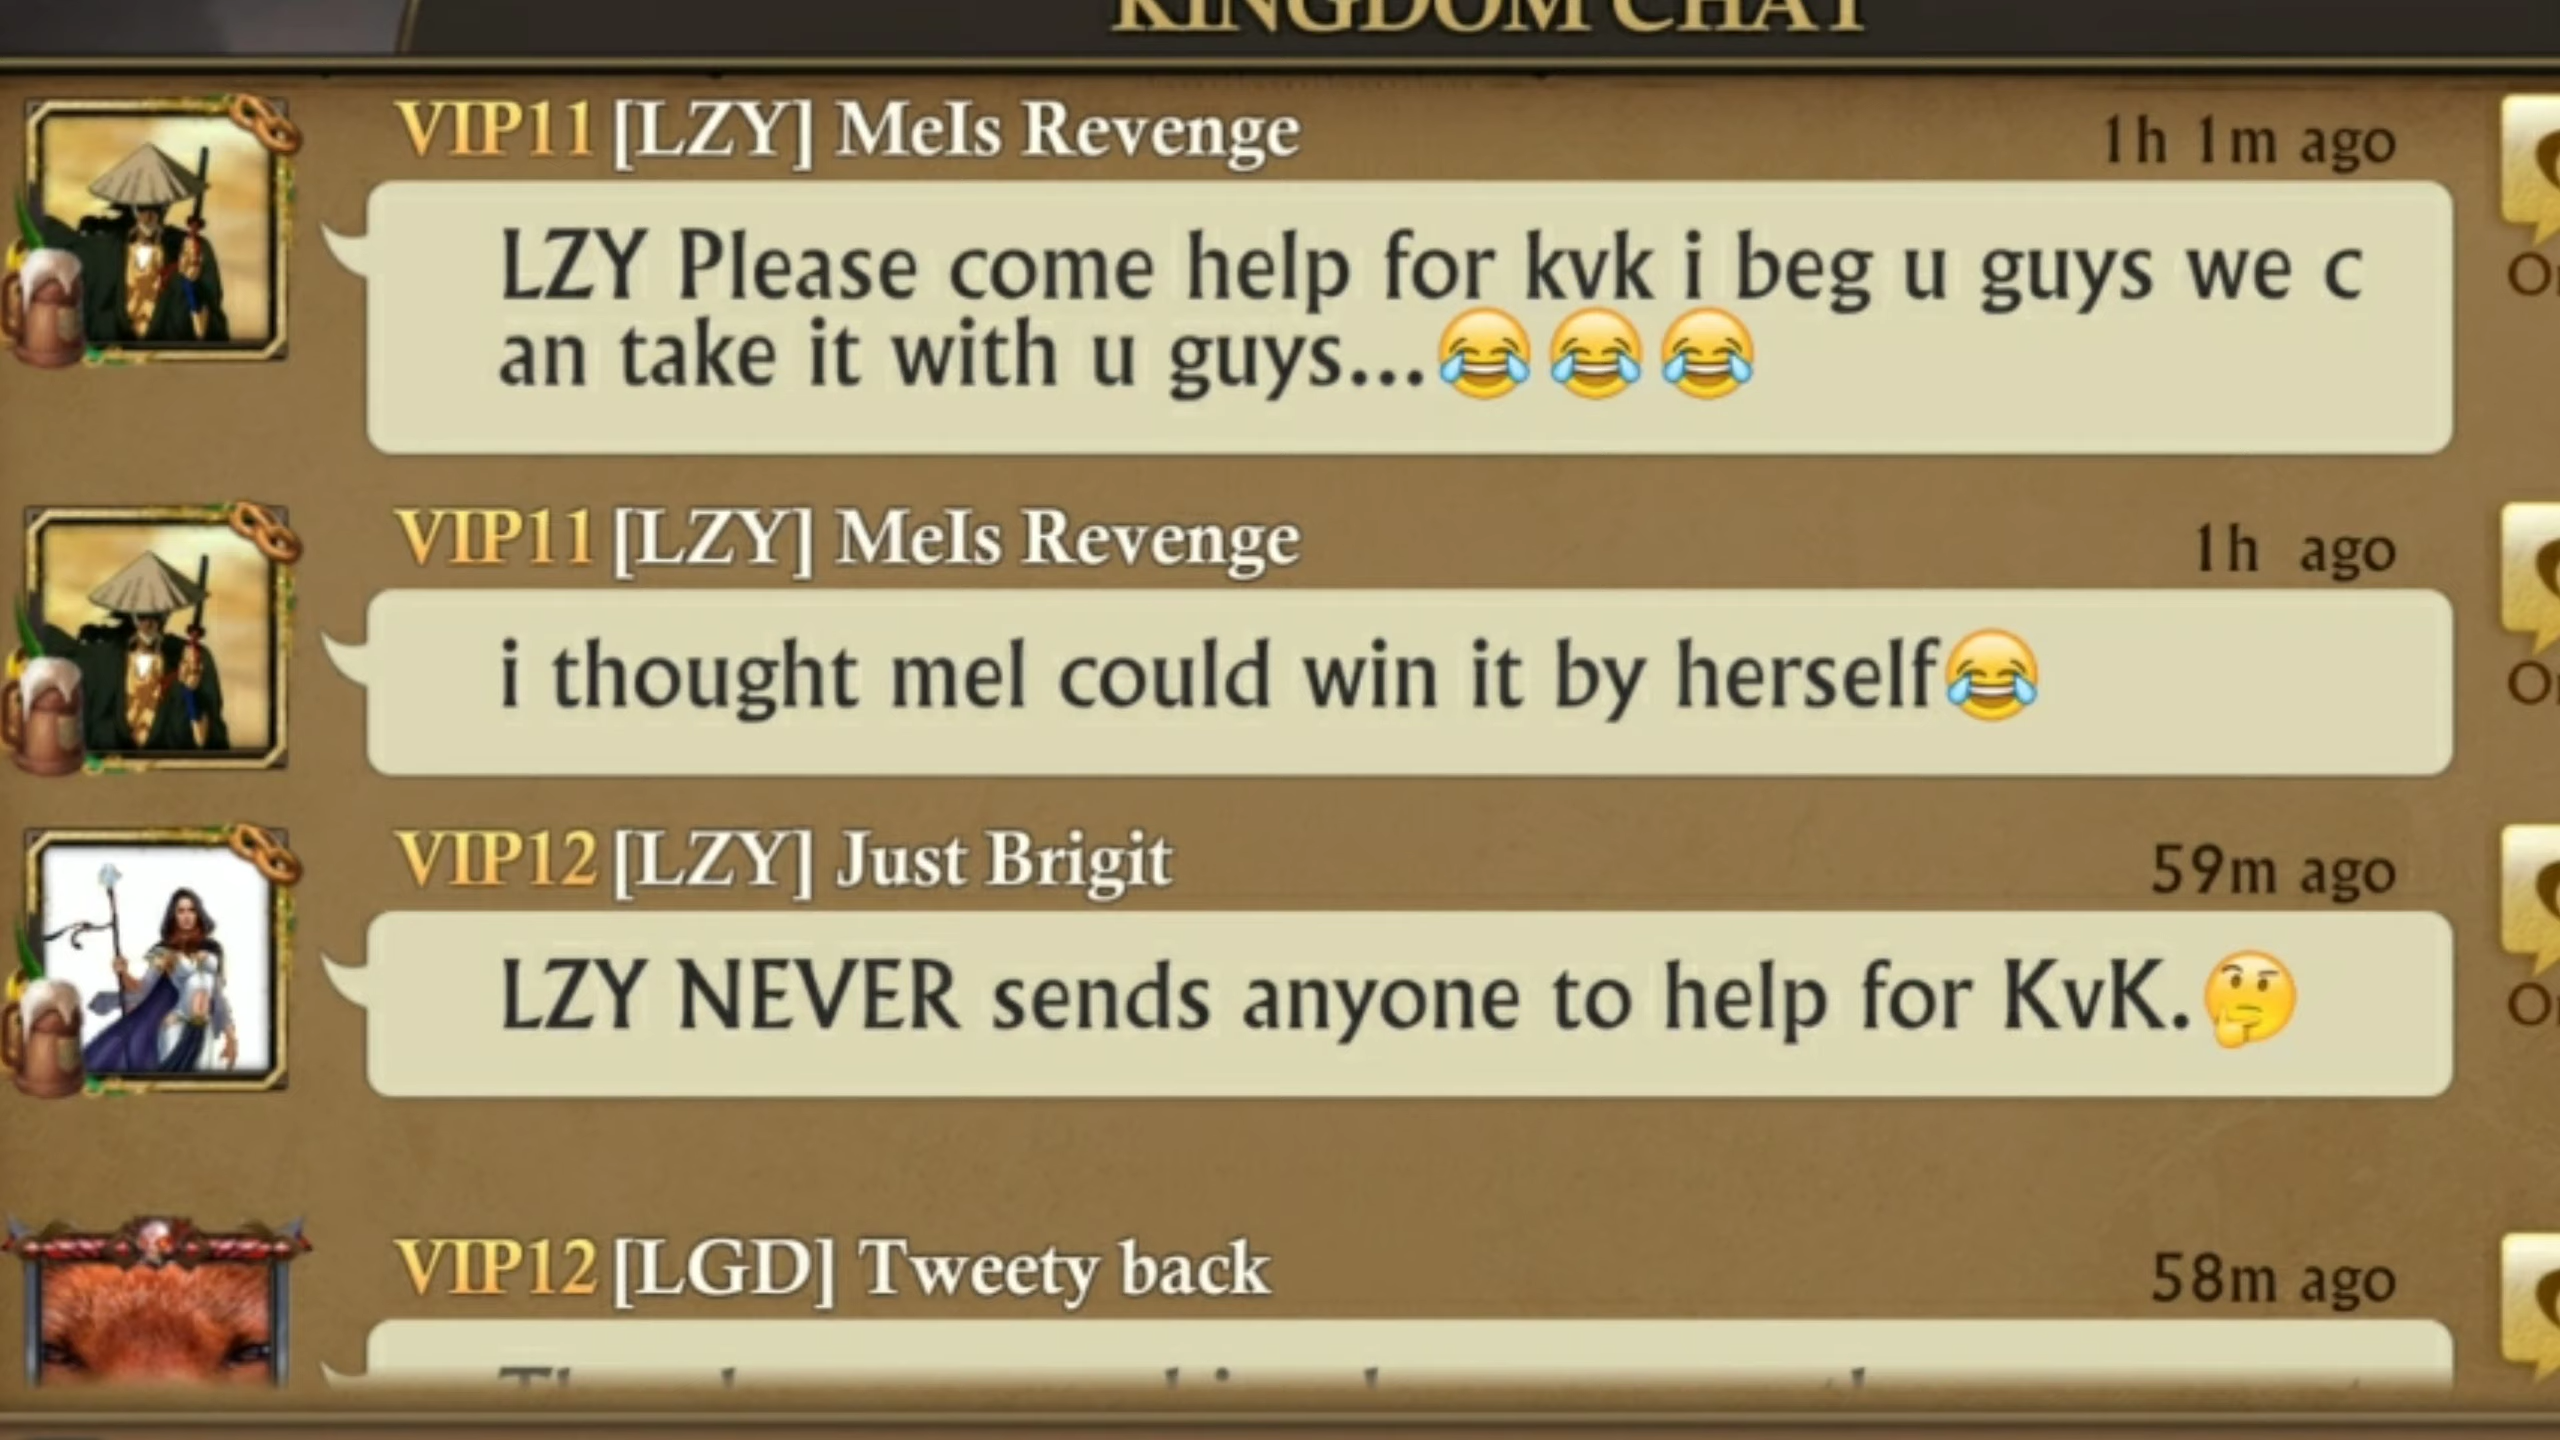 KINGDOM CHAT
VIP11 [LZY] MeIs Revenge
1h 1m ago
LZY Please come help for kvk i beg u guys we c
an take it with u guys...😂😂😂
VIP11 [LZY] MeIs Revenge
1h ago
i thought mel could win it by herself😂
VIP12 [LZY] Just Brigit
59m ago
LZY NEVER sends anyone to help for KvK.🤔
VIP12 [LGD] Tweety back
58m ago